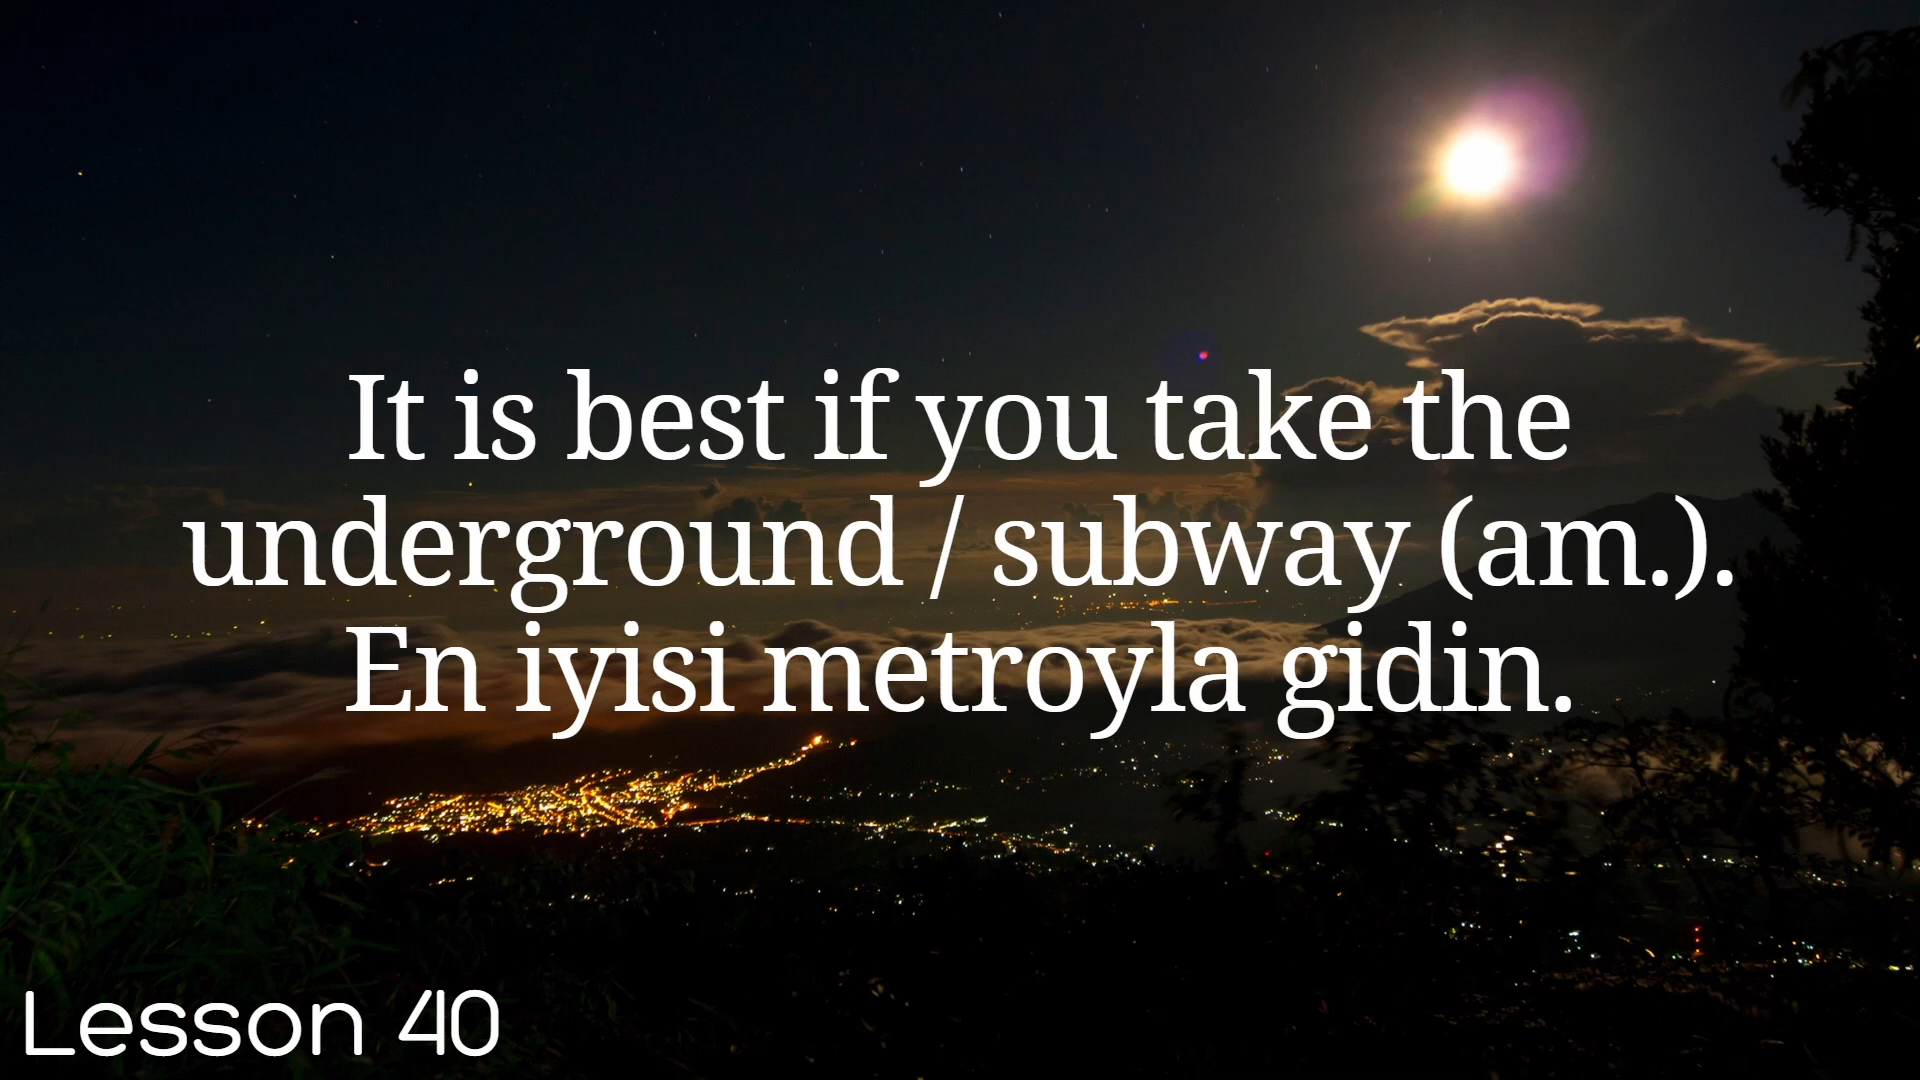 It is best if you take the
underground / subway (am.).
En iyisi metroyla gidin.
Lesson 40